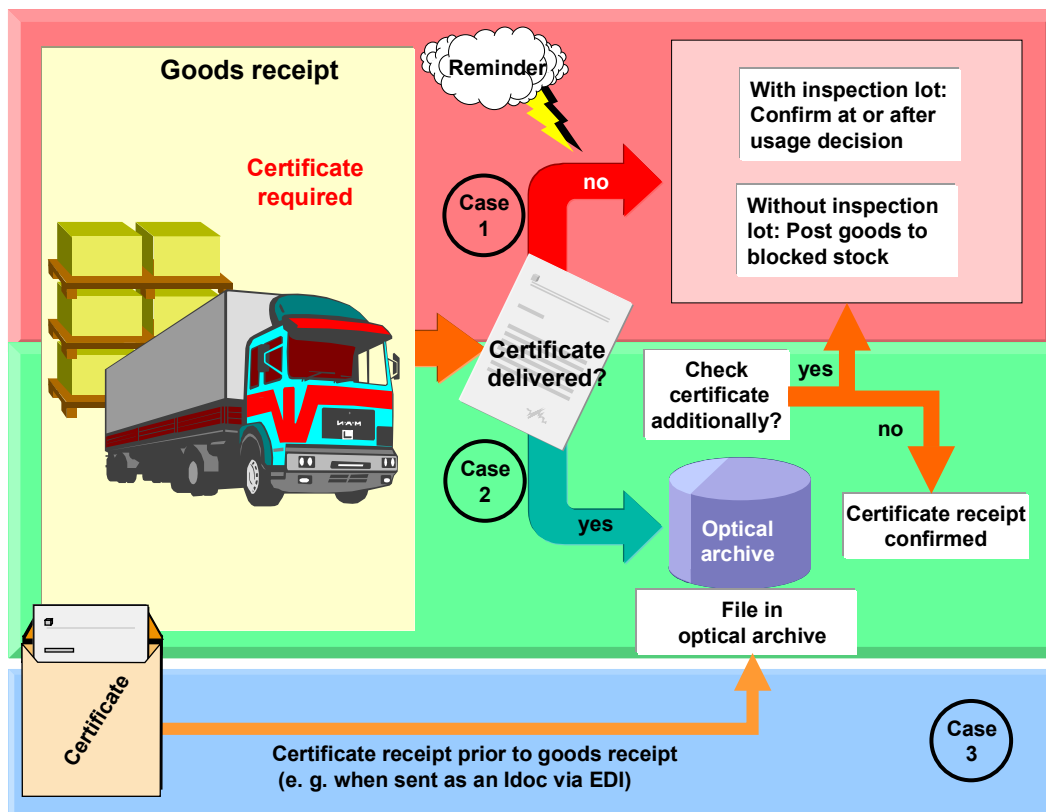 Goods receipt
Certificate
required
Reminder
Case
1
no
With inspection lot:
Confirm at or after
usage decision
Without inspection
lot: Post goods to
blocked stock
Certificate
delivered?
Check
certificate
additionally?
yes
no
Case
2
yes
Optical
archive
Certificate receipt
confirmed
File in
optical archive
M·A·N
Certificate
Certificate receipt prior to goods receipt
(e. g. when sent as an Idoc via EDI)
Case
3